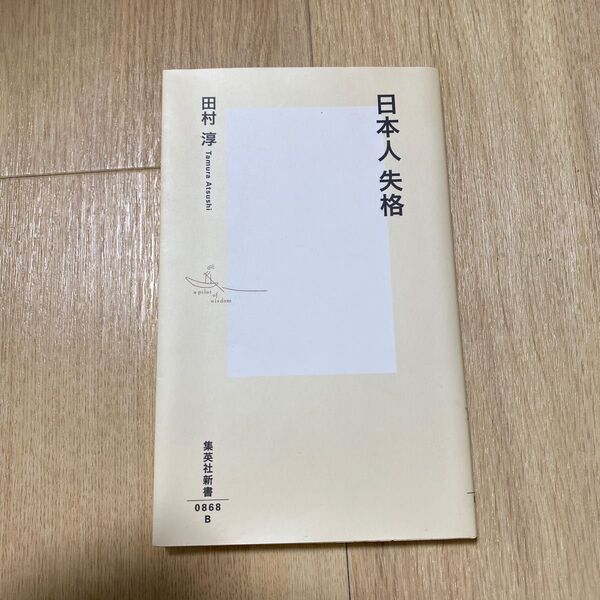 日本人 失格
田村 淳 Tamura Atsushi
a pilot
of
wisdom
集英社新書
0868
B